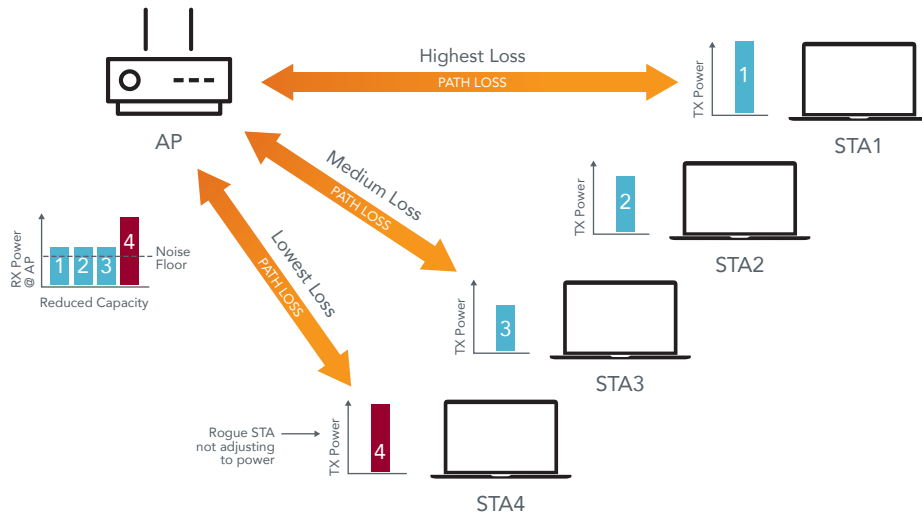 Highest Loss
PATH LOSS
TX Power
1
AP
STA1
Medium Loss
PATH LOSS
TX Power
2
STA2
RX Power
@ AP
1
2
3
4
Noise
Floor
Reduced Capacity
Lowest Loss
PATH LOSS
TX Power
3
STA3
Rogue STA
not adjusting
to power
TX Power
4
STA4